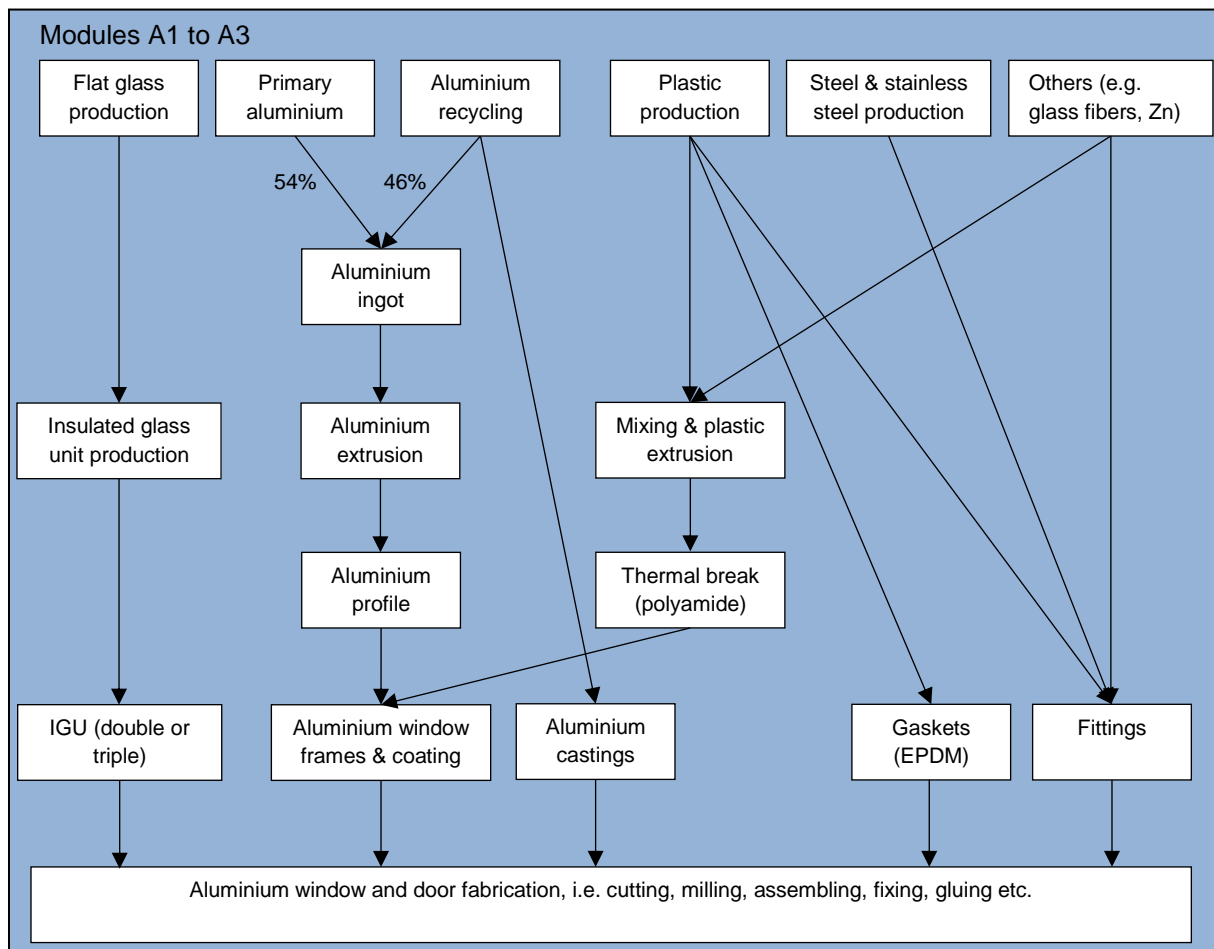 Modules A1 to A3
Flat glass
production
Primary
aluminium
Aluminium
recycling
Plastic
production
Steel & stainless
steel production
Others (e.g.
glass fibers, Zn)
54%
46%
Aluminium
ingot
Insulated glass
unit production
Aluminium
extrusion
Mixing & plastic
extrusion
Aluminium
profile
Thermal break
(polyamide)
IGU (double or
triple)
Aluminium window
frames & coating
Aluminium
castings
Gaskets
(EPDM)
Fittings
Aluminium window and door fabrication, i.e. cutting, milling, assembling, fixing, gluing etc.